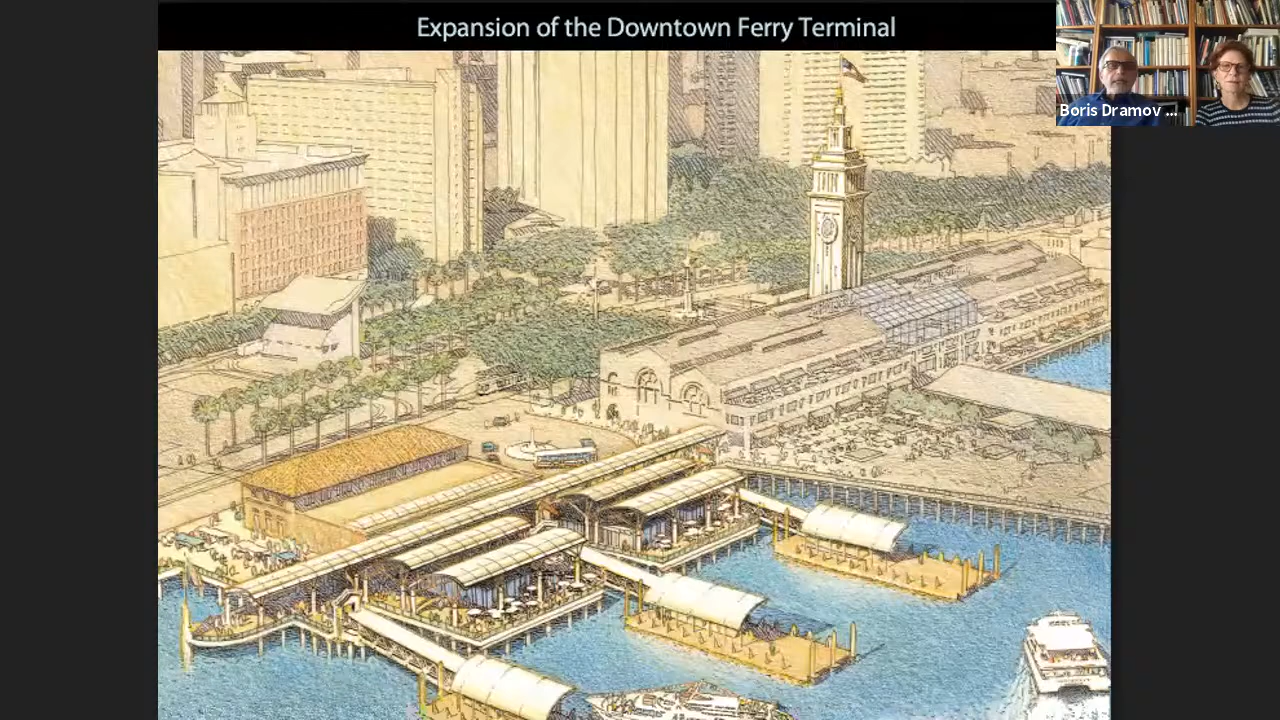 Expansion of the Downtown Ferry Terminal
Boris Dramov ...